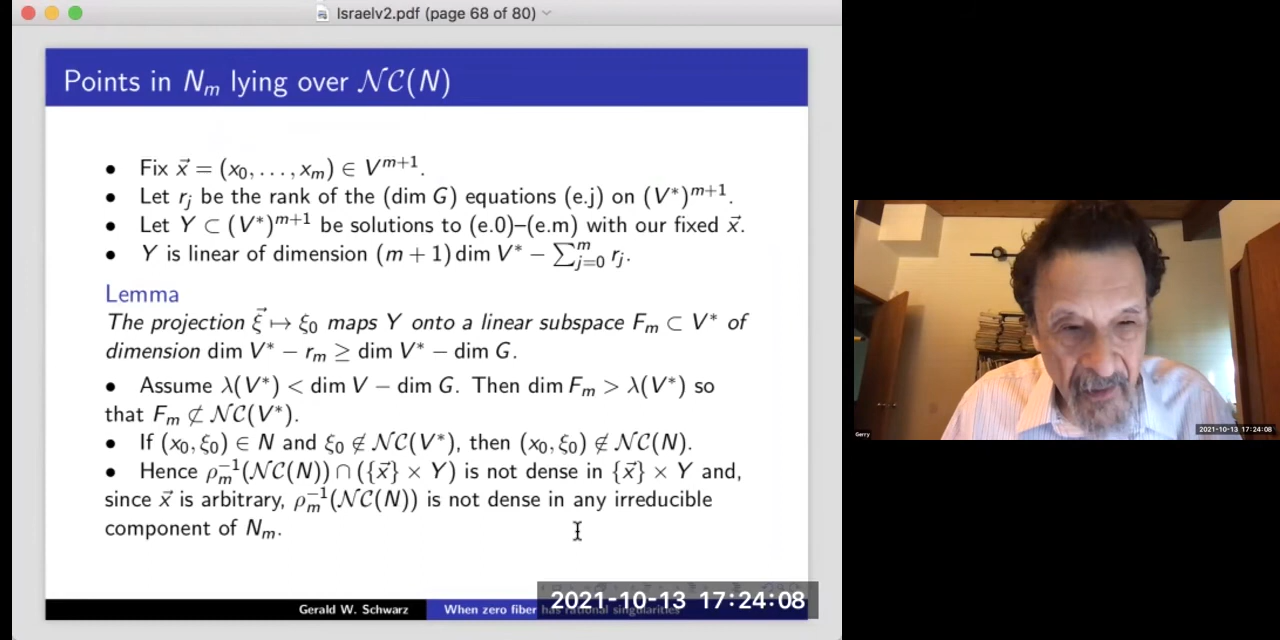 Israelv2.pdf (page 68 of 80)
Points in N_m lying over 𝒩𝒞(N)
• Fix x⃗ = (x_0, . . . , x_m) ∈ V^{m+1}.
• Let r_j be the rank of the (dim G) equations (e.j) on (V*)^{m+1}.
• Let Y ⊂ (V*)^{m+1} be solutions to (e.0)–(e.m) with our fixed x⃗.
• Y is linear of dimension (m + 1) dim V* − ∑_{j=0}^m r_j.
Lemma
The projection ξ⃗ ↦ ξ_0 maps Y onto a linear subspace F_m ⊂ V* of
dimension dim V* − r_m ≥ dim V* − dim G.
• Assume λ(V*) < dim V − dim G. Then dim F_m > λ(V*) so
that F_m ⊄ 𝒩𝒞(V*).
• If (x_0, ξ_0) ∈ N and ξ_0 ∉ 𝒩𝒞(V*), then (x_0, ξ_0) ∉ 𝒩𝒞(N).
• Hence ρ_m^{−1}(𝒩𝒞(N)) ∩ ({x⃗} × Y) is not dense in {x⃗} × Y and,
since x⃗ is arbitrary, ρ_m^{−1}(𝒩𝒞(N)) is not dense in any irreducible
component of N_m.
Gerald W. Schwarz When zero fiber has rational singularities
2021-10-13 17:24:08
Gerry
2021-10-13 17:24:08